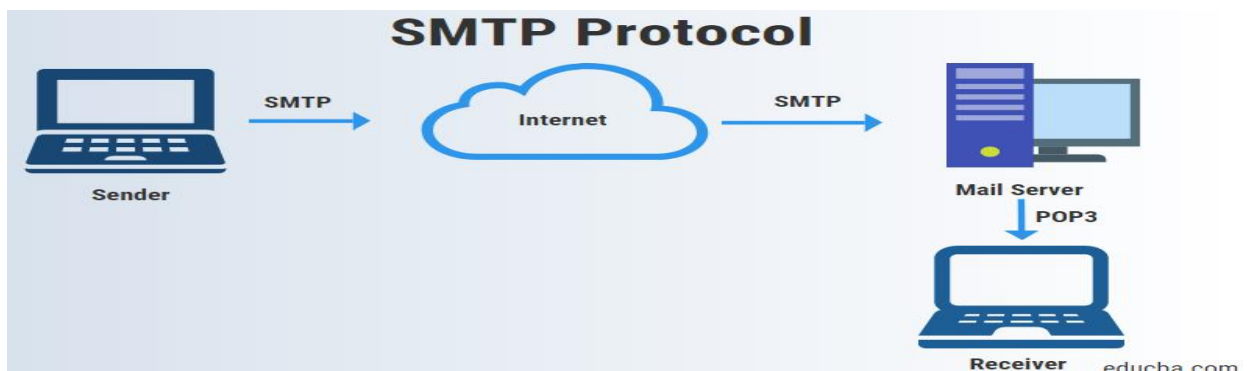 SMTP Protocol
SMTP
Internet
SMTP
Sender
Mail Server
POP3
Receiver
educba.com